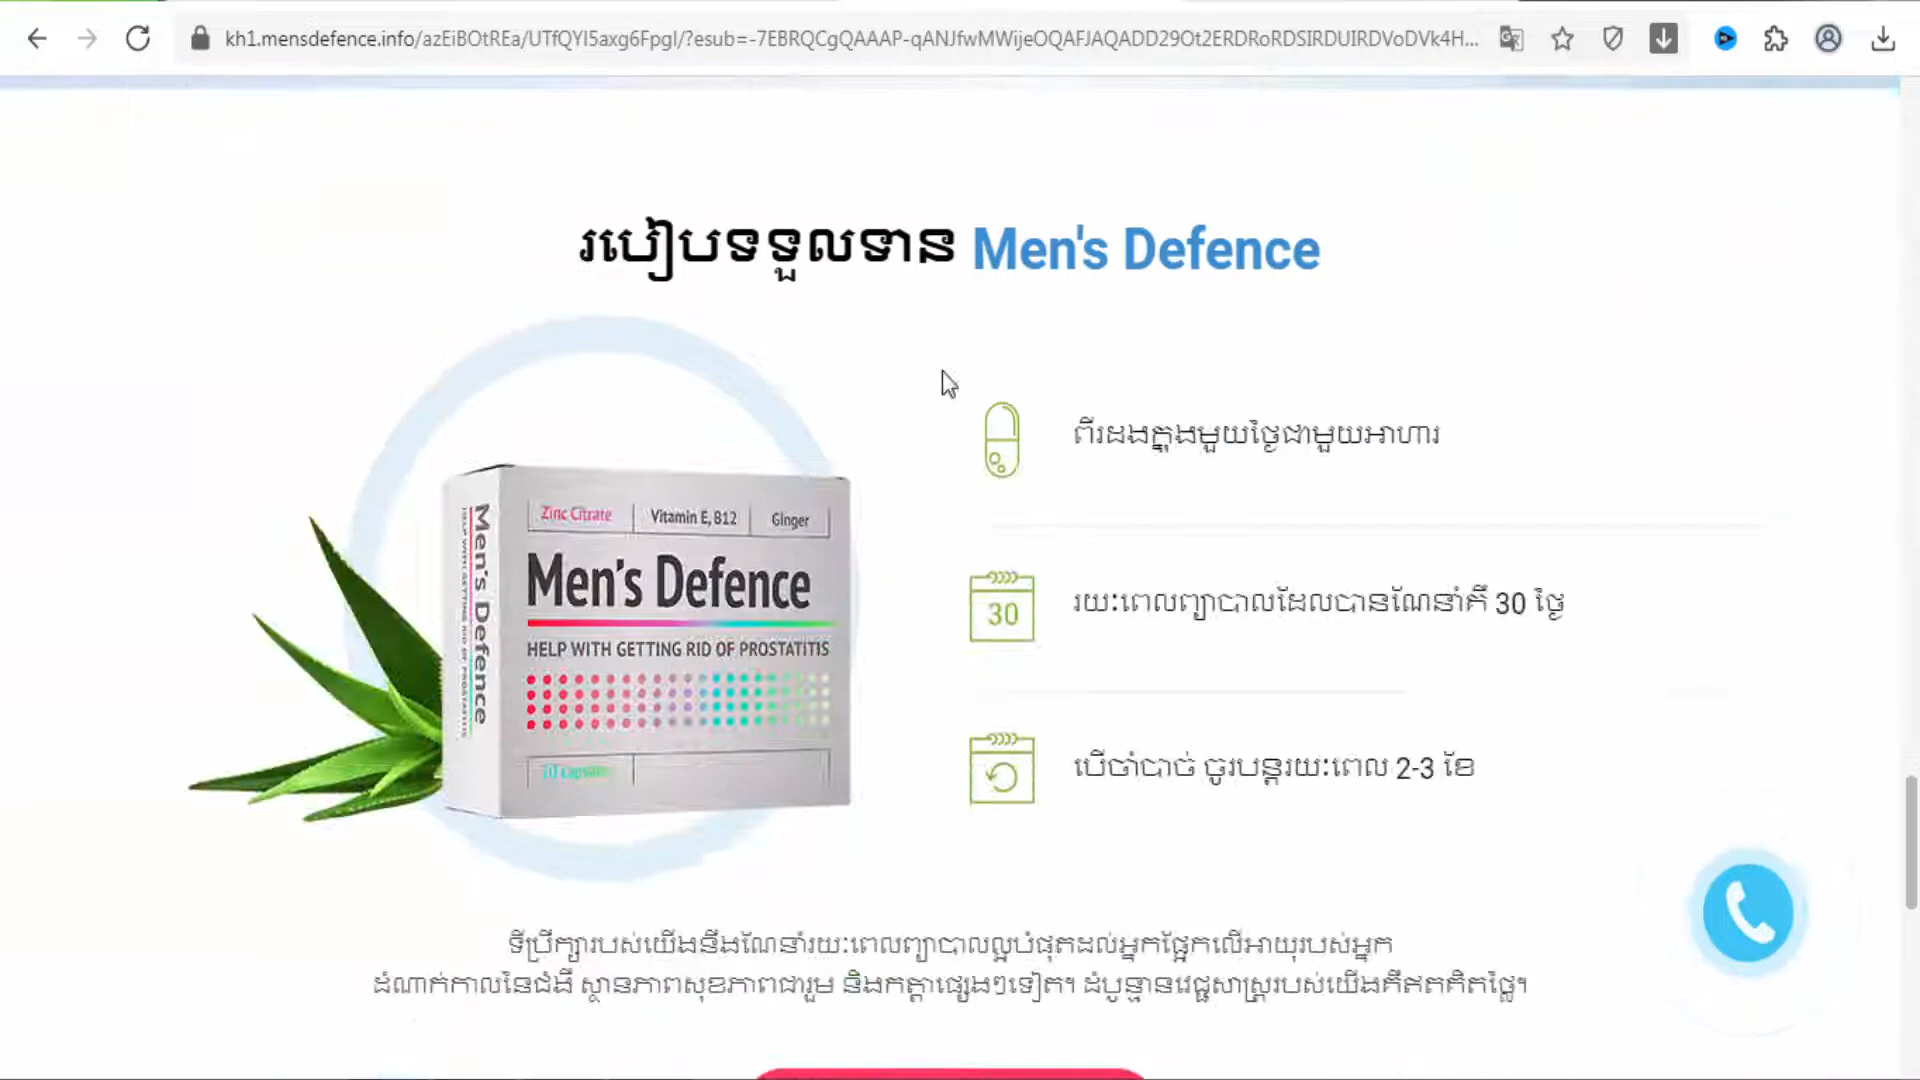 kh1.mensdefence.info/azEiBOtREa/UTfQYI5axg6Fpgl/?esub=-7EBRQCgQAAAP-qANJfwMWijeOQAFJAQADD29Ot2ERDRoRDSIRDUIRDVoDVk4H...
របៀបទទួលទាន Men's Defence
ពីរដងក្នុងមួយថ្ងៃជាមួយអាហារ
Zinc Citrate Vitamin E, B12 Ginger
Men's Defence
HELP WITH GETTING RID OF PROSTATITIS
Men's Defence
HELP WITH GETTING RID OF PROSTATITIS
30
រយៈពេលព្យាបាលដែលបានណែនាំគឺ 30 ថ្ងៃ
បើចាំបាច់ ចូរបន្តរយៈពេល 2-3 ខែ
ទីប្រឹក្សារបស់យើងនឹងណែនាំរយៈពេលព្យាបាលល្អបំផុតដល់អ្នកផ្អែកលើអាយុរបស់អ្នក
ដំណាក់កាលនៃជំងឺ ស្ថានភាពសុខភាពជារួម និងកត្តាផ្សេងៗទៀត។ ដំបូន្មានវេជ្ជសាស្ត្ររបស់យើងគឺឥតគិតថ្លៃ។